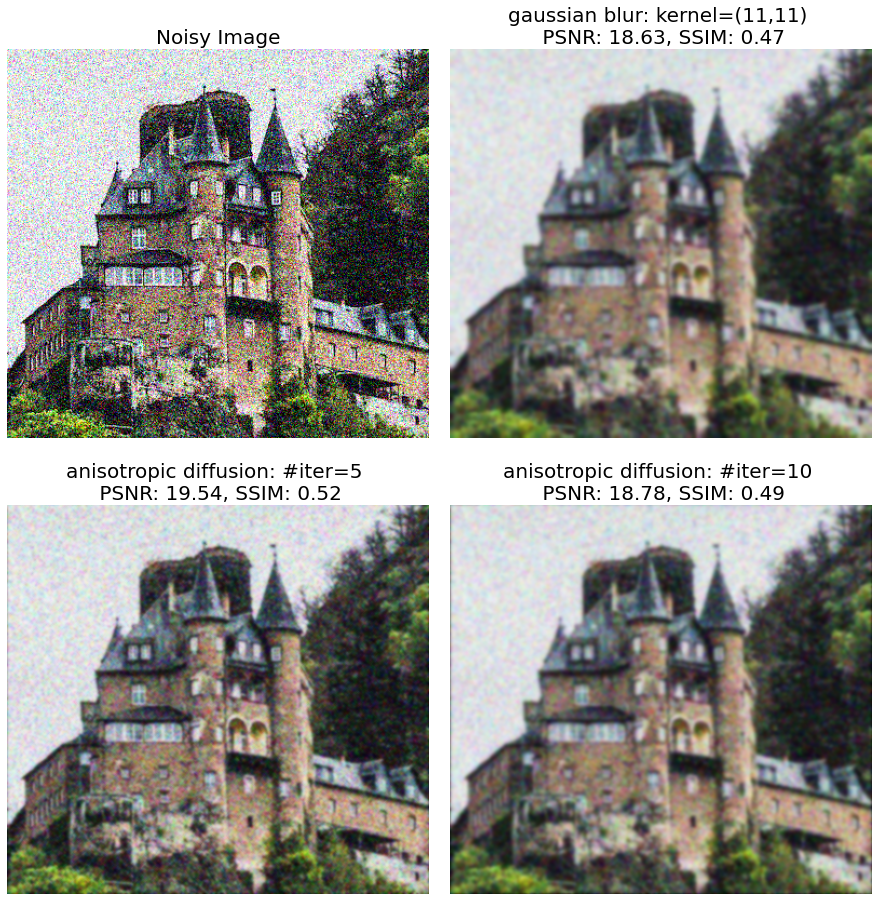 Noisy Image
gaussian blur: kernel=(11,11)
PSNR: 18.63, SSIM: 0.47
anisotropic diffusion: #iter=5
PSNR: 19.54, SSIM: 0.52
anisotropic diffusion: #iter=10
PSNR: 18.78, SSIM: 0.49